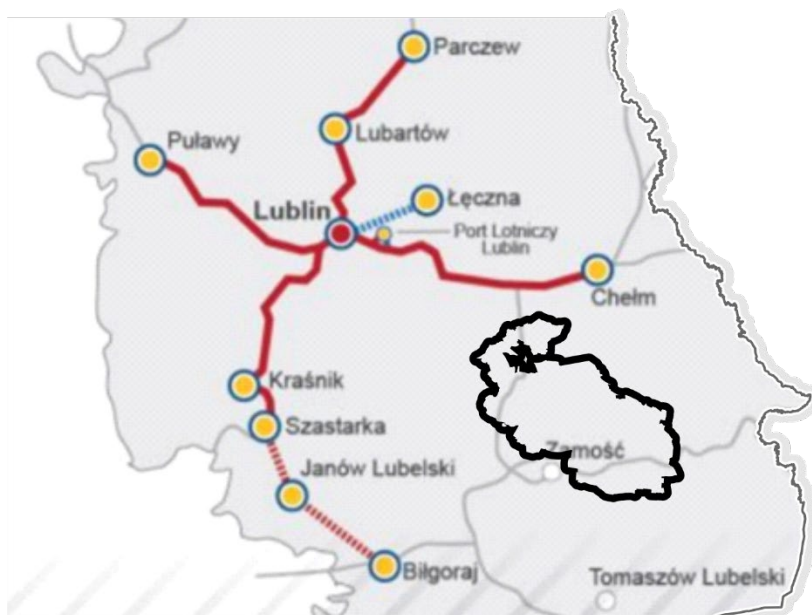 Parczew
Lubartów
Puławy
Łęczna
Lublin
Port Lotniczy
Lublin
Chełm
Kraśnik
Szastarka
Zamość
Janów Lubelski
Biłgoraj
Tomaszów Lubelski